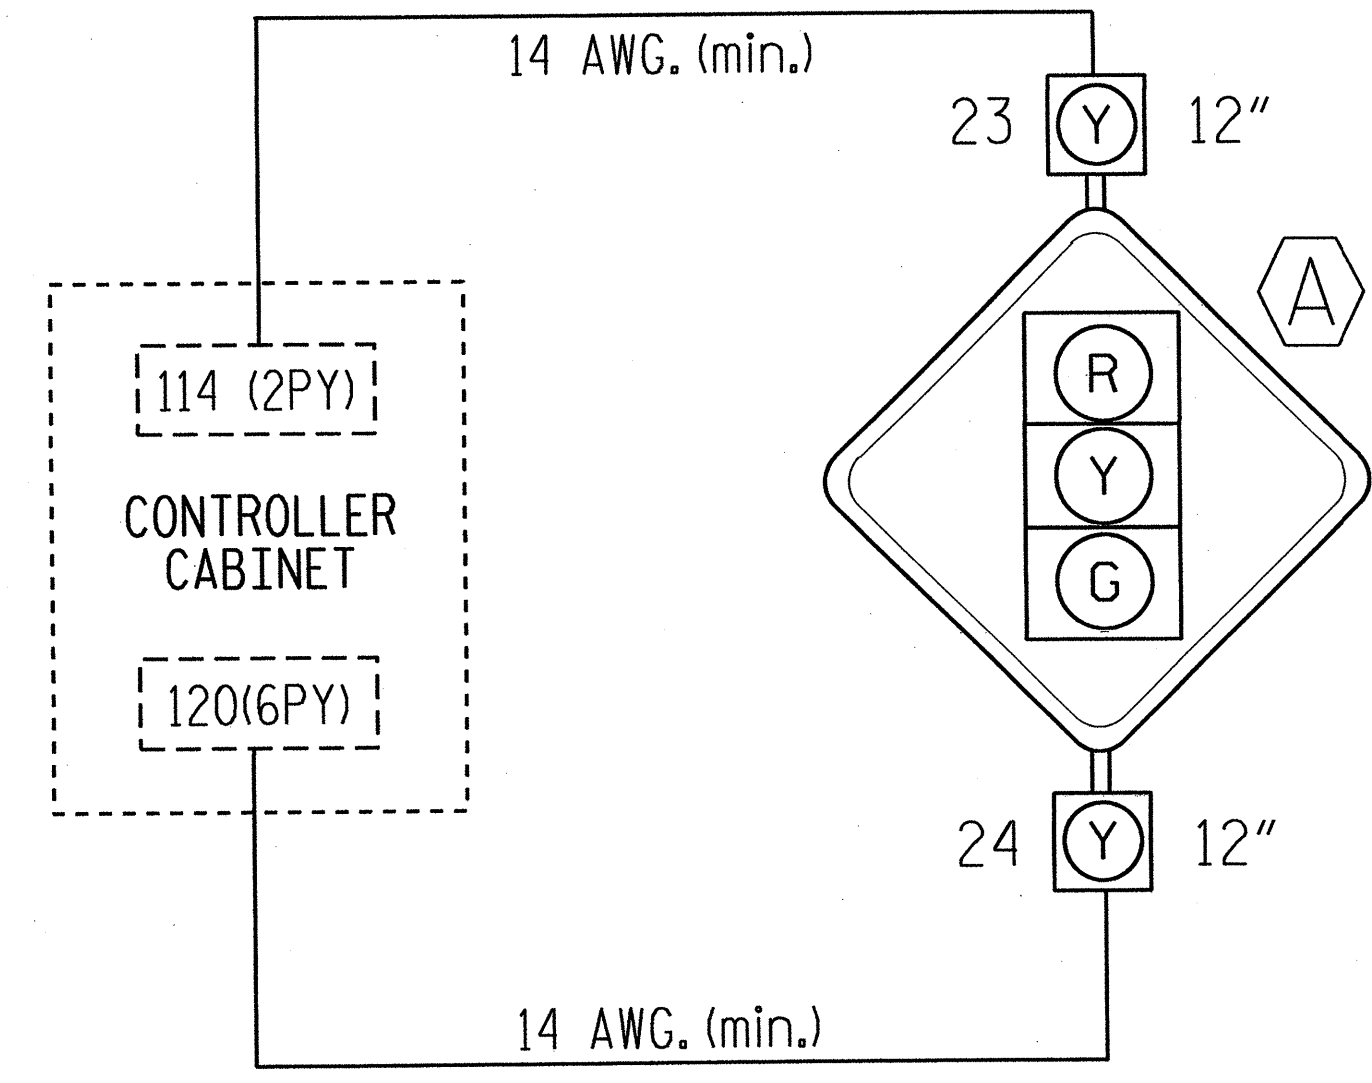 14 AWG. (min.)
23 Y 12"
A
R
114 (2PY)
Y
CONTROLLER
CABINET
G
120(6PY)
24 Y 12"
14 AWG. (min.)